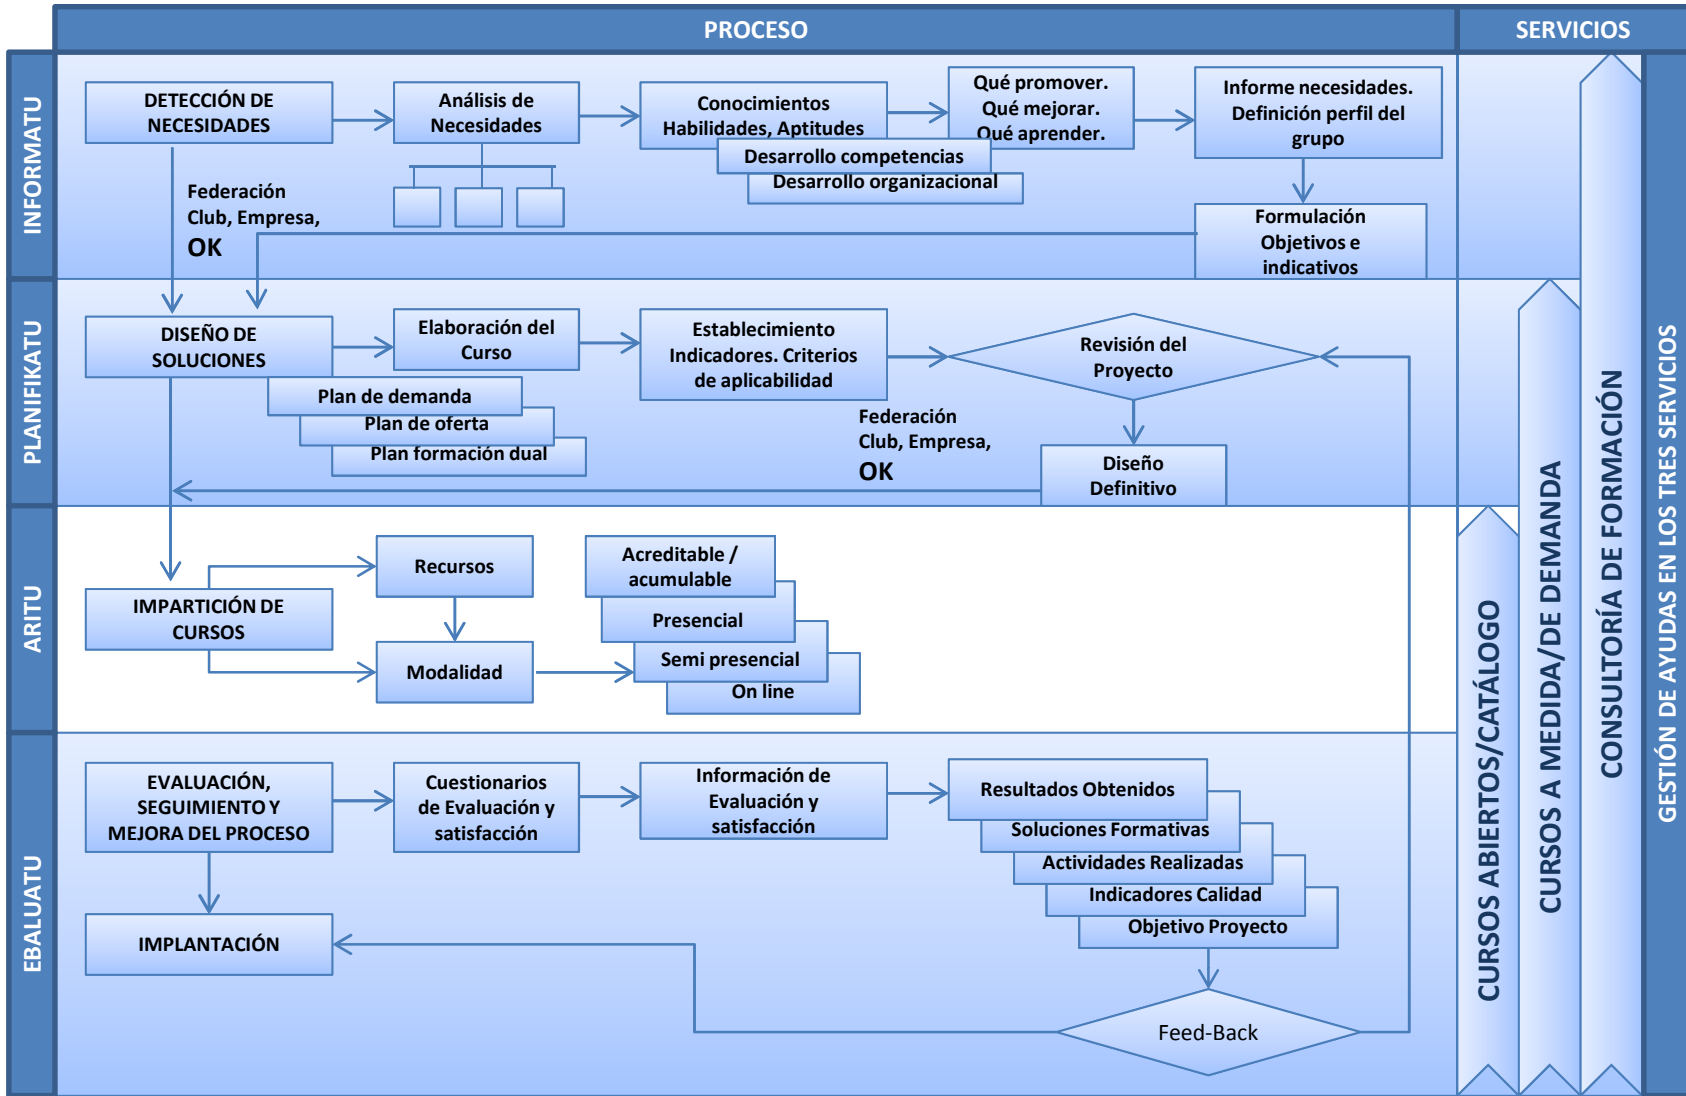 PROCESO
SERVICIOS
INFORMATU
DETECCIÓN DE
NECESIDADES
Análisis de
Necesidades
Conocimientos
Habilidades, Aptitudes
Desarrollo competencias
Desarrollo organizacional
Qué promover.
Qué mejorar.
Qué aprender.
Informe necesidades.
Definición perfil del
grupo
Federación
Club, Empresa,
OK
Formulación
Objetivos e
indicativos
PLANIFIKATU
DISEÑO DE
SOLUCIONES
Plan de demanda
Plan de oferta
Plan formación dual
Elaboración del
Curso
Establecimiento
Indicadores. Criterios
de aplicabilidad
Revisión del
Proyecto
Federación
Club, Empresa,
OK
Diseño
Definitivo
ARITU
IMPARTICIÓN DE
CURSOS
Recursos
Modalidad
Acreditable /
acumulable
Presencial
Semi presencial
On line
EBALUATU
EVALUACIÓN,
SEGUIMIENTO Y
MEJORA DEL PROCESO
Cuestionarios
de Evaluación y
satisfacción
Información de
Evaluación y
satisfacción
Resultados Obtenidos
Soluciones Formativas
Actividades Realizadas
Indicadores Calidad
Objetivo Proyecto
IMPLANTACIÓN
Feed-Back
CURSOS ABIERTOS/CATÁLOGO
CURSOS A MEDIDA/DE DEMANDA
CONSULTORÍA DE FORMACIÓN
GESTIÓN DE AYUDAS EN LOS TRES SERVICIOS